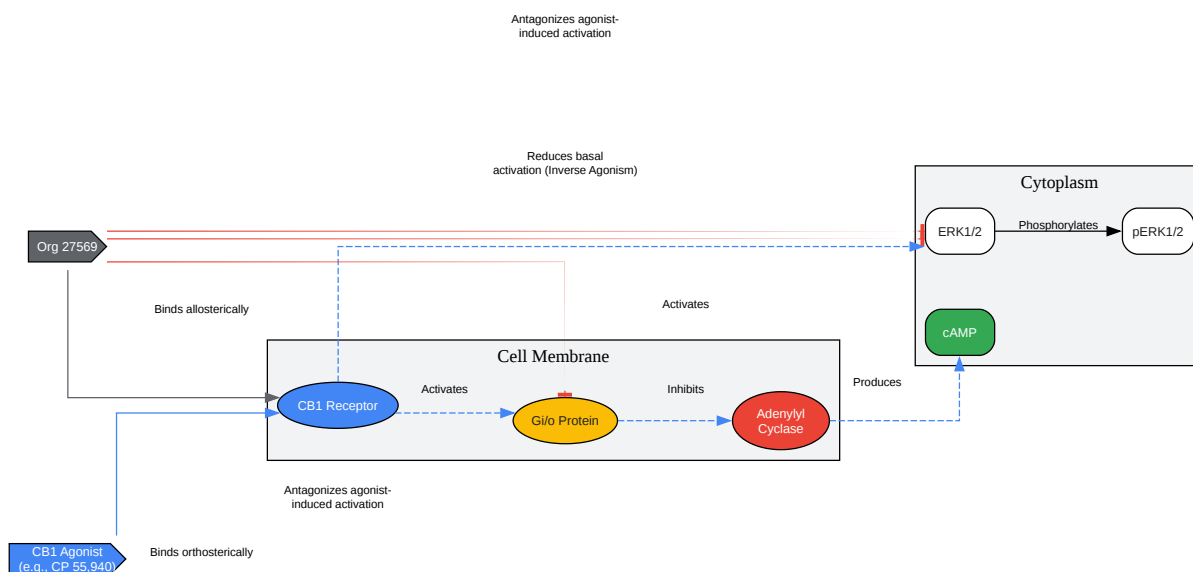 Antagonizes agonist-
induced activation
Reduces basal
activation (Inverse Agonism)
Cytoplasm
Org 27569
ERK1/2
Phosphorylates
pERK1/2
Binds allosterically
Activates
cAMP
Cell Membrane
CB1 Receptor
Activates
Gi/o Protein
Inhibits
Adenylyl
Cyclase
Produces
Antagonizes agonist-
induced activation
CB1 Agonist
(e.g., CP 55,940)
Binds orthosterically